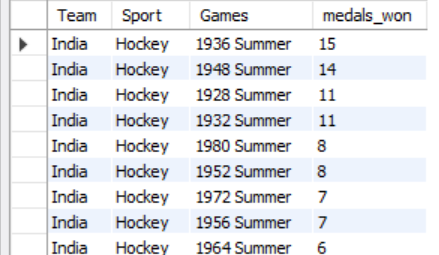 Team Sport Games medals_won
India Hockey 1936 Summer 15
India Hockey 1948 Summer 14
India Hockey 1928 Summer 11
India Hockey 1932 Summer 11
India Hockey 1980 Summer 8
India Hockey 1952 Summer 8
India Hockey 1972 Summer 7
India Hockey 1956 Summer 7
India Hockey 1964 Summer 6